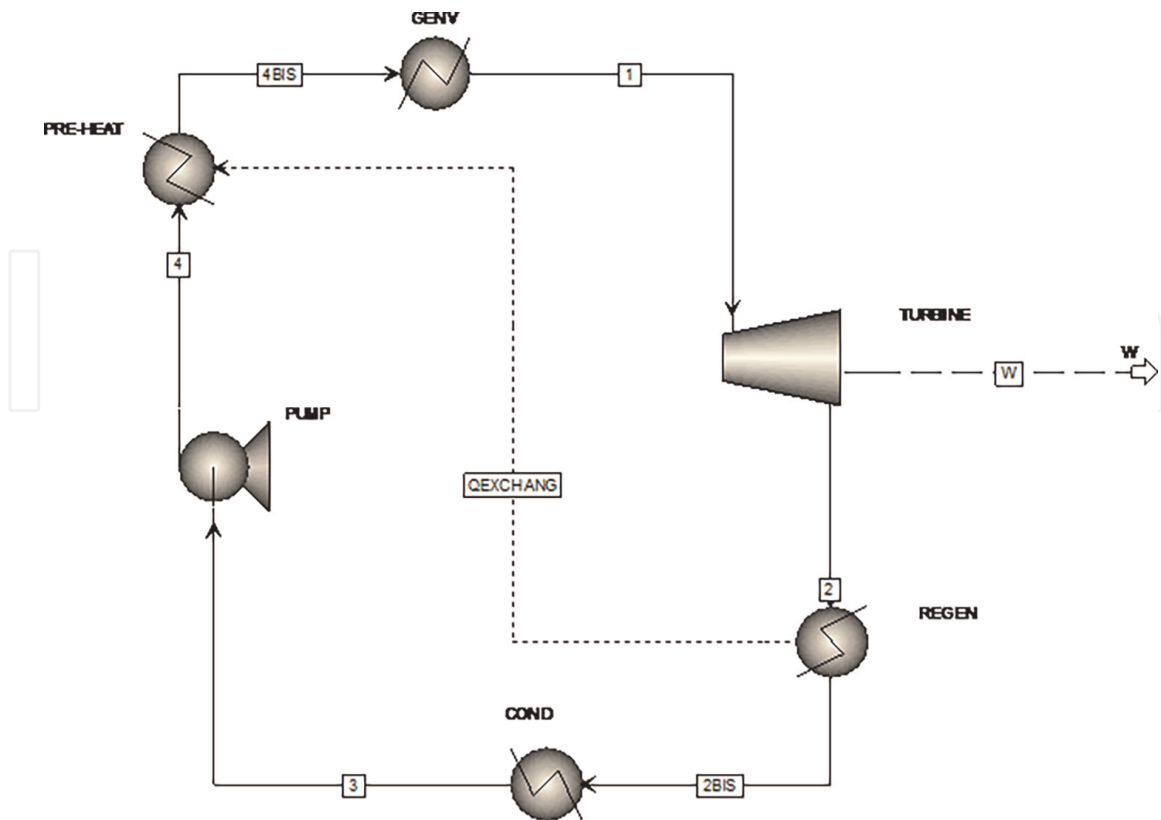 GENV
4BIS
1
PRE-HEAT
4
TURBINE
W
W
PUMP
QEXCHANG
2
REGEN
COND
3
2BIS